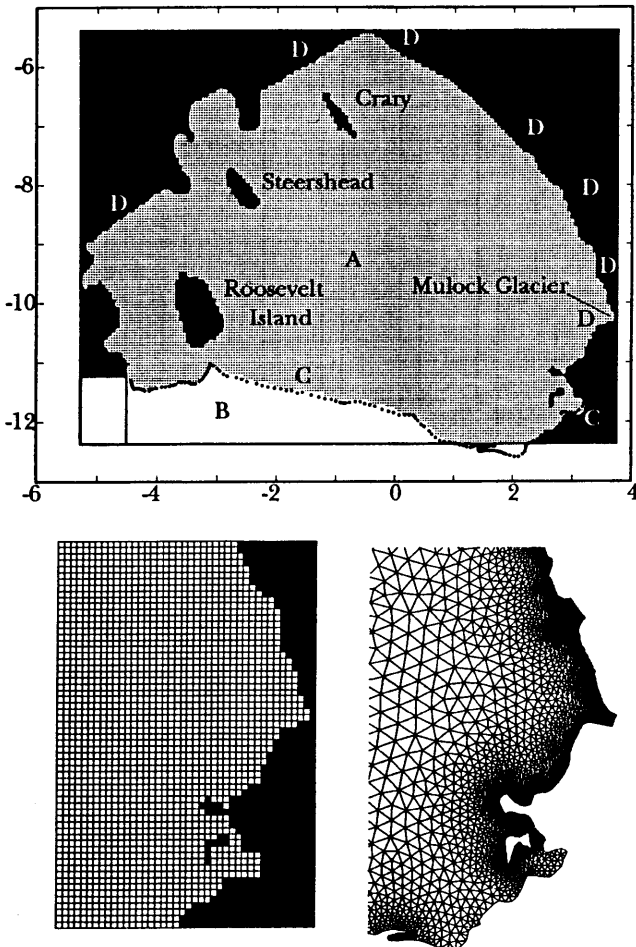 -6
-8
-10
-12
D
D
Crary
D
Steershead
D
D
A
D
Roosevelt
Island
Mulock Glacier
D
C
B
C
-6
-4
-2
0
2
4